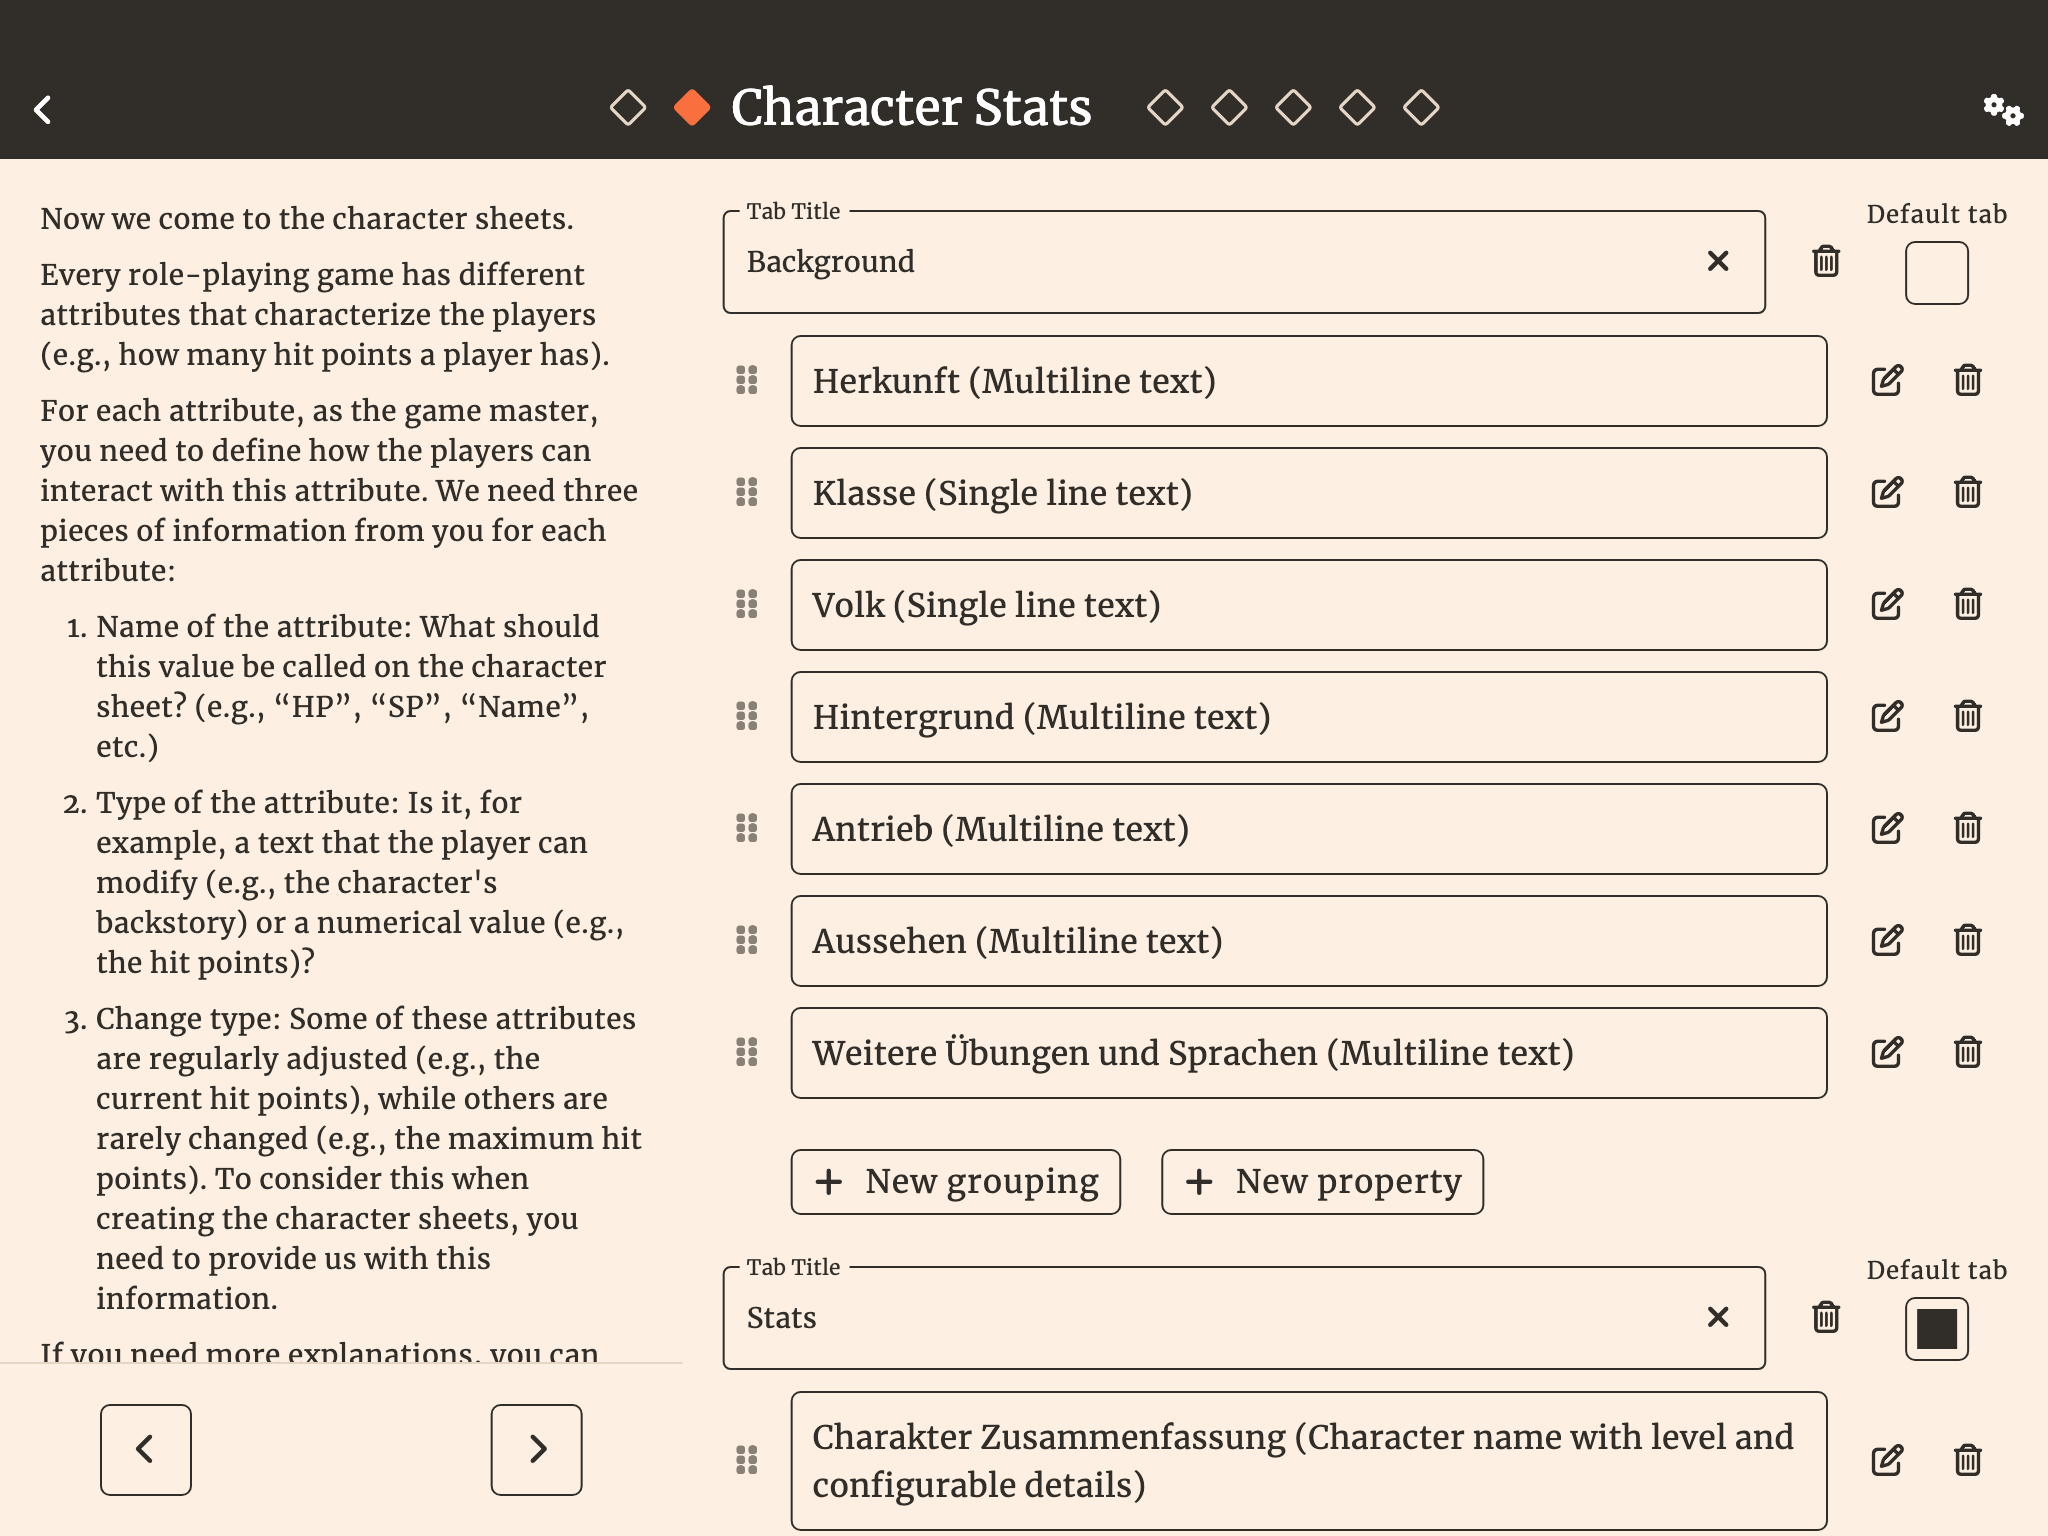 Character Stats
Now we come to the character sheets.
Every role-playing game has different
attributes that characterize the players
(e.g., how many hit points a player has).
For each attribute, as the game master,
you need to define how the players can
interact with this attribute. We need three
pieces of information from you for each
attribute:
1. Name of the attribute: What should
this value be called on the character
sheet? (e.g., “HP”, “SP”, “Name”,
etc.)
2. Type of the attribute: Is it, for
example, a text that the player can
modify (e.g., the character's
backstory) or a numerical value (e.g.,
the hit points)?
3. Change type: Some of these attributes
are regularly adjusted (e.g., the
current hit points), while others are
rarely changed (e.g., the maximum hit
points). To consider this when
creating the character sheets, you
need to provide us with this
information.
If you need more explanations, you can
Tab Title
Background
Default tab
Herkunft (Multiline text)
Klasse (Single line text)
Volk (Single line text)
Hintergrund (Multiline text)
Antrieb (Multiline text)
Aussehen (Multiline text)
Weitere Übungen und Sprachen (Multiline text)
New grouping
New property
Tab Title
Stats
Default tab
Charakter Zusammenfassung (Character name with level and
configurable details)